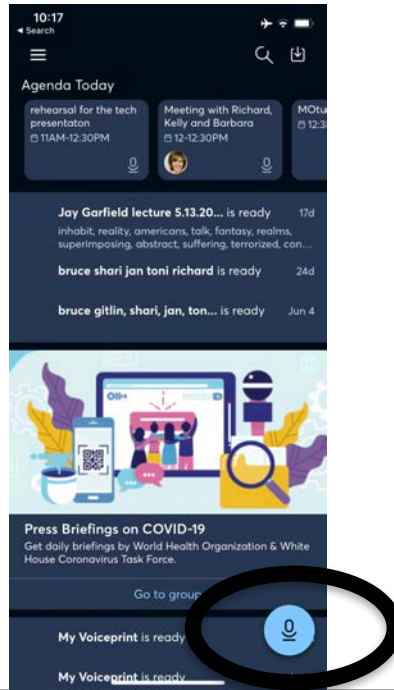 10:17
◄ Search
Agenda Today
rehearsal for the tech
presentaton
11AM-12:30PM
Meeting with Richard,
Kelly and Barbara
12-12:30PM
MOtu
12:3
Jay Garfield lecture 5.13.20... is ready 17d
inhabit, reality, americans, talk, fantasy, realms,
superimposing, abstract, suffering, terrorized, con...
bruce shari jan toni richard is ready 24d
bruce gitlin, shari, jan, ton... is ready Jun 4
Press Briefings on COVID-19
Get daily briefings by World Health Organization & White
House Coronavirus Task Force.
Go to group
My Voiceprint is ready
My Voiceprint is ready